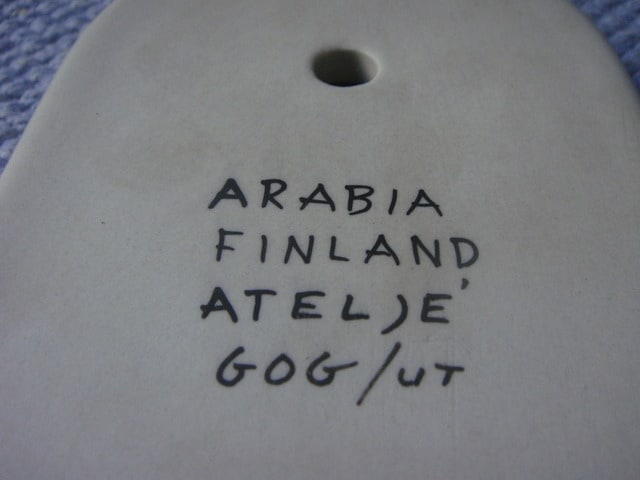 ARABIA
FINLAND
ATELJE'
GOG/UT